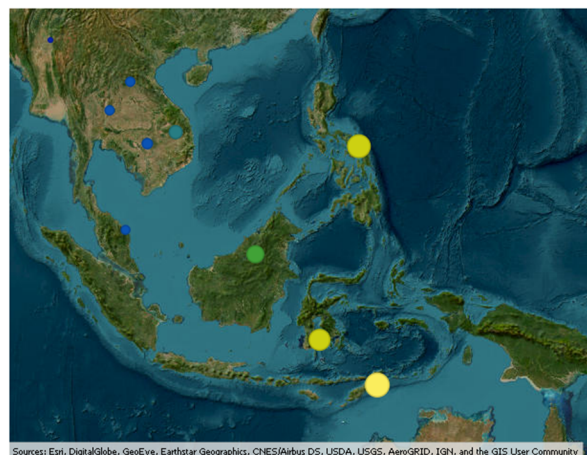 Sources: Esri, DigitalGlobe, GeoEye, Earthstar Geographics, CNES/Airbus DS, USDA, USGS, AeroGRID, IGN, and the GIS User Community